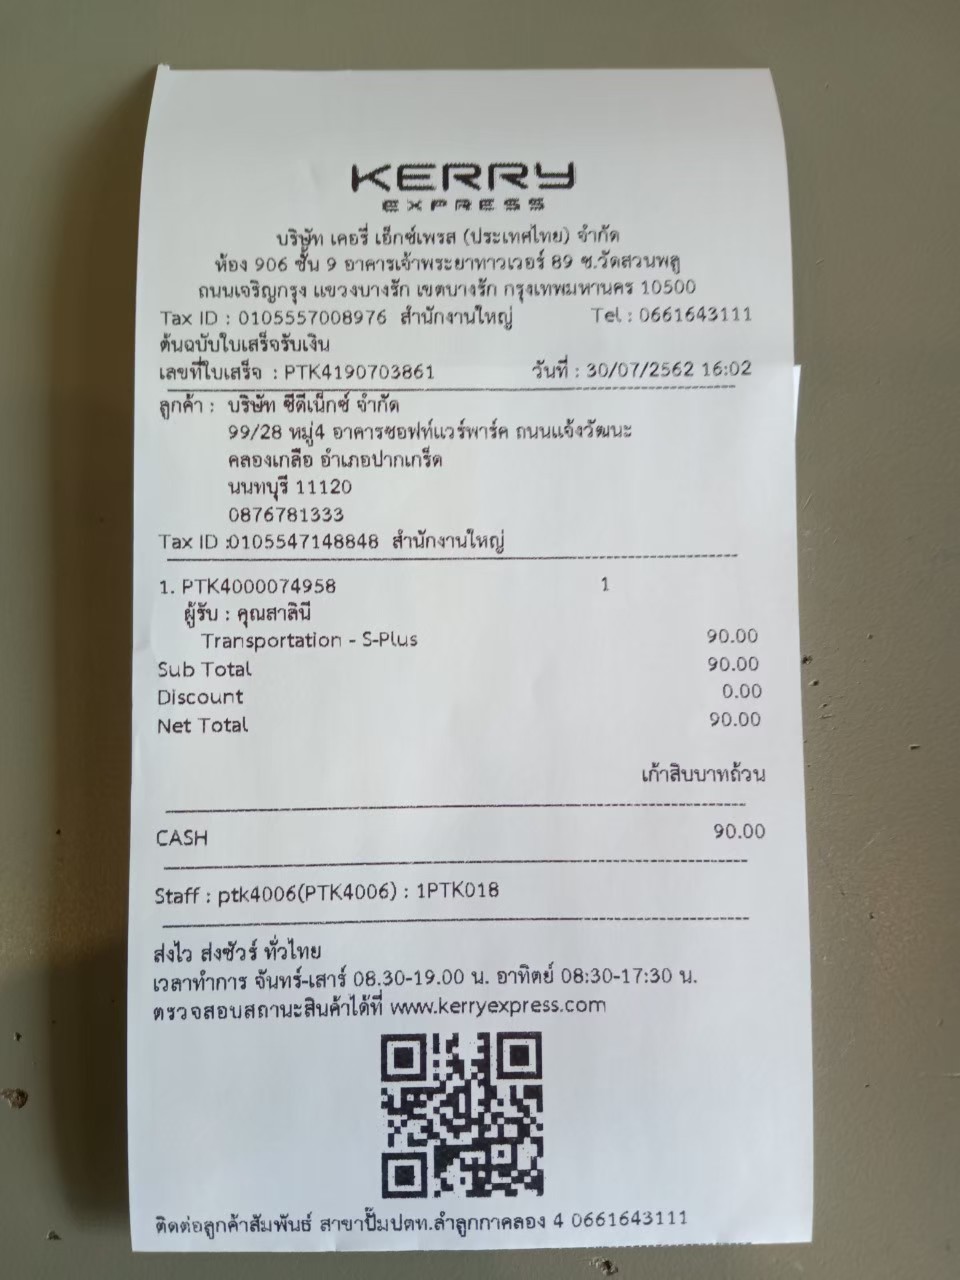 KERRY
EXPRESS
บริษัท เคอรี่ เอ็กซ์เพรส (ประเทศไทย) จำกัด
ห้อง 906 ชั้น 9 อาคารเจ้าพระยาทาวเวอร์ 89 ซ.วัดสวนพลู
ถนนเจริญกรุง แขวงบางรัก เขตบางรัก กรุงเทพมหานคร 10500
Tax ID : 0105557008976 สำนักงานใหญ่ Tel : 0661643111
ต้นฉบับใบเสร็จรับเงิน
เลขที่ใบเสร็จ : PTK4190703861 วันที่ : 30/07/2562 16:02
ลูกค้า : บริษัท ซีดีเน็กซ์ จำกัด
99/28 หมู่4 อาคารซอฟท์แวร์พาร์ค ถนนแจ้งวัฒนะ
คลองเกลือ อำเภอปากเกร็ด
นนทบุรี 11120
0876781333
Tax ID :0105547148848 สำนักงานใหญ่
1. PTK4000074958 1
ผู้รับ : คุณสาลินี
Transportation - S-Plus 90.00
Sub Total 90.00
Discount 0.00
Net Total 90.00
เก้าสิบบาทถ้วน
CASH 90.00
Staff : ptk4006(PTK4006) : 1PTK018
ส่งไว ส่งชัวร์ ทั่วไทย
เวลาทำการ จันทร์-เสาร์ 08.30-19.00 น. อาทิตย์ 08:30-17:30 น.
ตรวจสอบสถานะสินค้าได้ที่ www.kerryexpress.com
ติดต่อลูกค้าสัมพันธ์ สาขาปั๊มปตท.ลำลูกกาคลอง 4 0661643111